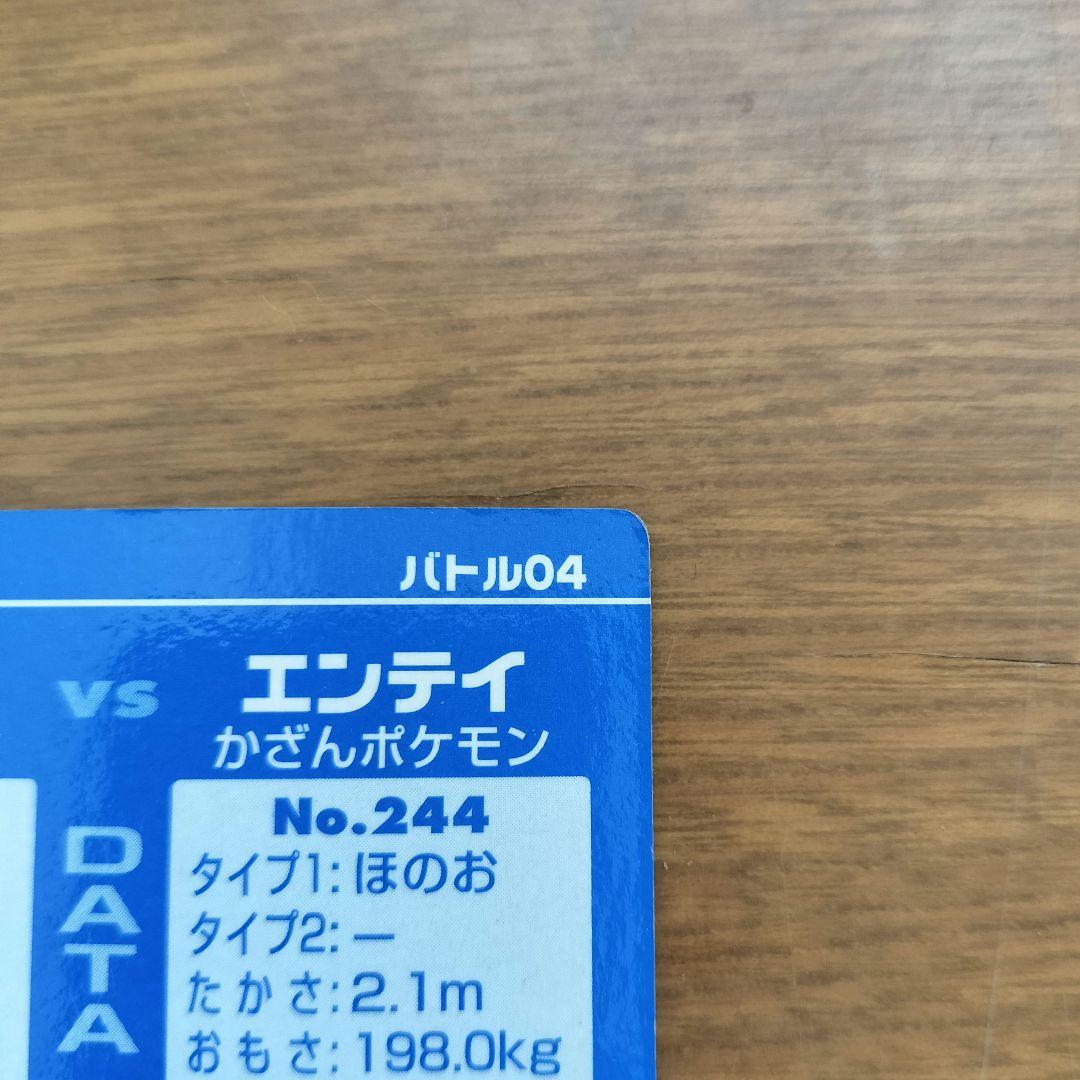 バトル04
VS エンテイ
かざんポケモン
No.244
タイプ1:ほのお
タイプ2:ー
たかさ:2.1m
おもさ:198.0kg
DATA